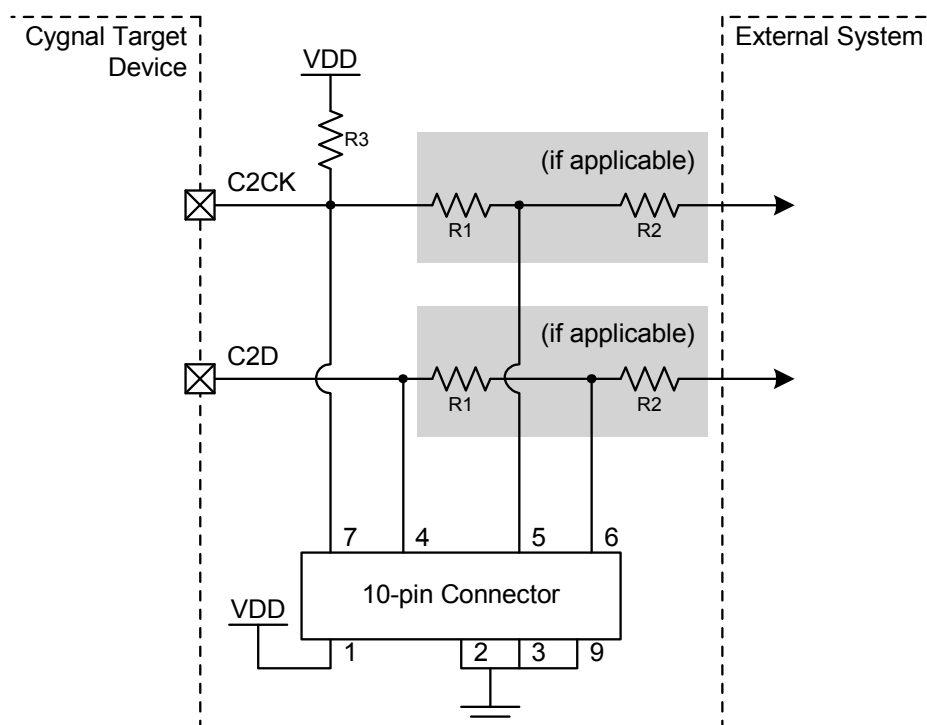 Cygnal Target
Device
External System
VDD
R3
(if applicable)
C2CK
R1
R2
(if applicable)
C2D
R1
R2
7
4
5
6
10-pin Connector
VDD
1
2
3
9